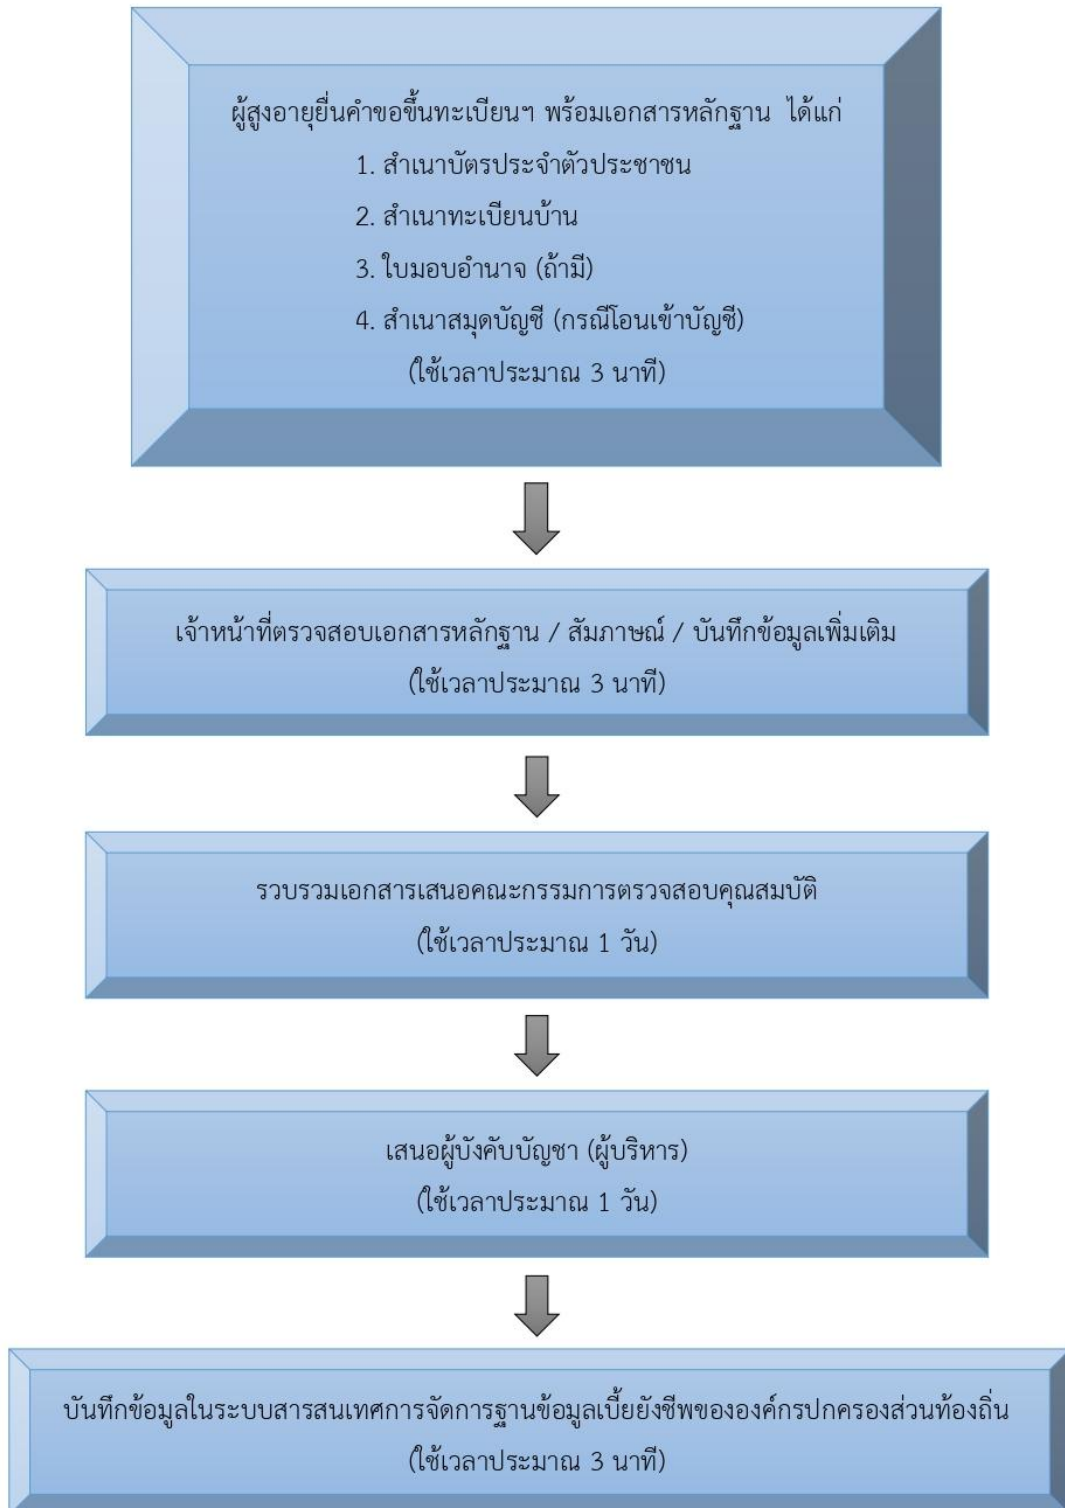 ผู้สูงอายุยื่นคำขอขึ้นทะเบียนฯ พร้อมเอกสารหลักฐาน ได้แก่
1. สำเนาบัตรประจำตัวประชาชน
2. สำเนาทะเบียนบ้าน
3. ใบมอบอำนาจ (ถ้ามี)
4. สำเนาสมุดบัญชี (กรณีโอนเข้าบัญชี)
(ใช้เวลาประมาณ 3 นาที)
เจ้าหน้าที่ตรวจสอบเอกสารหลักฐาน / สัมภาษณ์ / บันทึกข้อมูลเพิ่มเติม
(ใช้เวลาประมาณ 3 นาที)
รวบรวมเอกสารเสนอคณะกรรมการตรวจสอบคุณสมบัติ
(ใช้เวลาประมาณ 1 วัน)
เสนอผู้บังคับบัญชา (ผู้บริหาร)
(ใช้เวลาประมาณ 1 วัน)
บันทึกข้อมูลในระบบสารสนเทศการจัดการฐานข้อมูลเบี้ยยังชีพขององค์กรปกครองส่วนท้องถิ่น
(ใช้เวลาประมาณ 3 นาที)